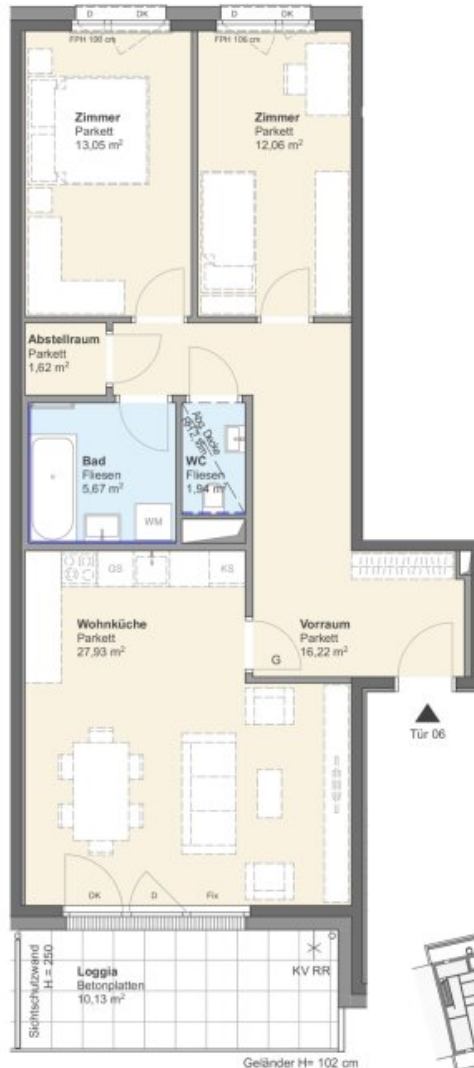 D DK
D DK
FPH 100 cm
FPH 106 cm
Zimmer
Parkett
13,05 m²
Zimmer
Parkett
12,06 m²
Abstellraum
Parkett
1,62 m²
Bad
Fliesen
5,67 m²
WM
Abg. Decke
WC
Fliesen
1,94 m²
GS
KS
Wohnküche
Parkett
27,93 m²
Vorraum
Parkett
16,22 m²
G
Tür 06
DK D Fix
Sichtschutzwand
H = 250
Loggia
Betonplatten
10,13 m²
KV RR
Geländer H= 102 cm